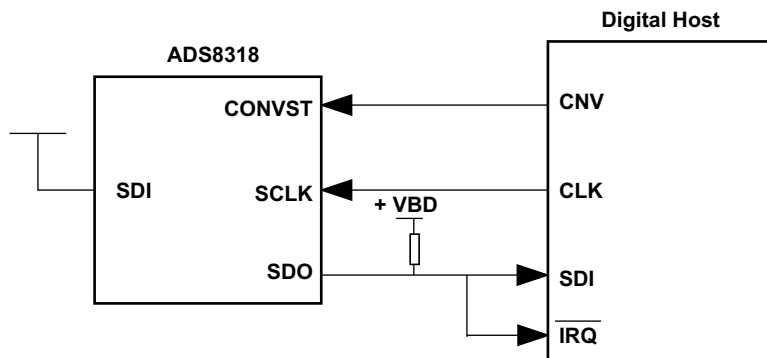 Digital Host
ADS8318
CONVST
CNV
SDI
SCLK
CLK
+ VBD
SDO
SDI
IRQ